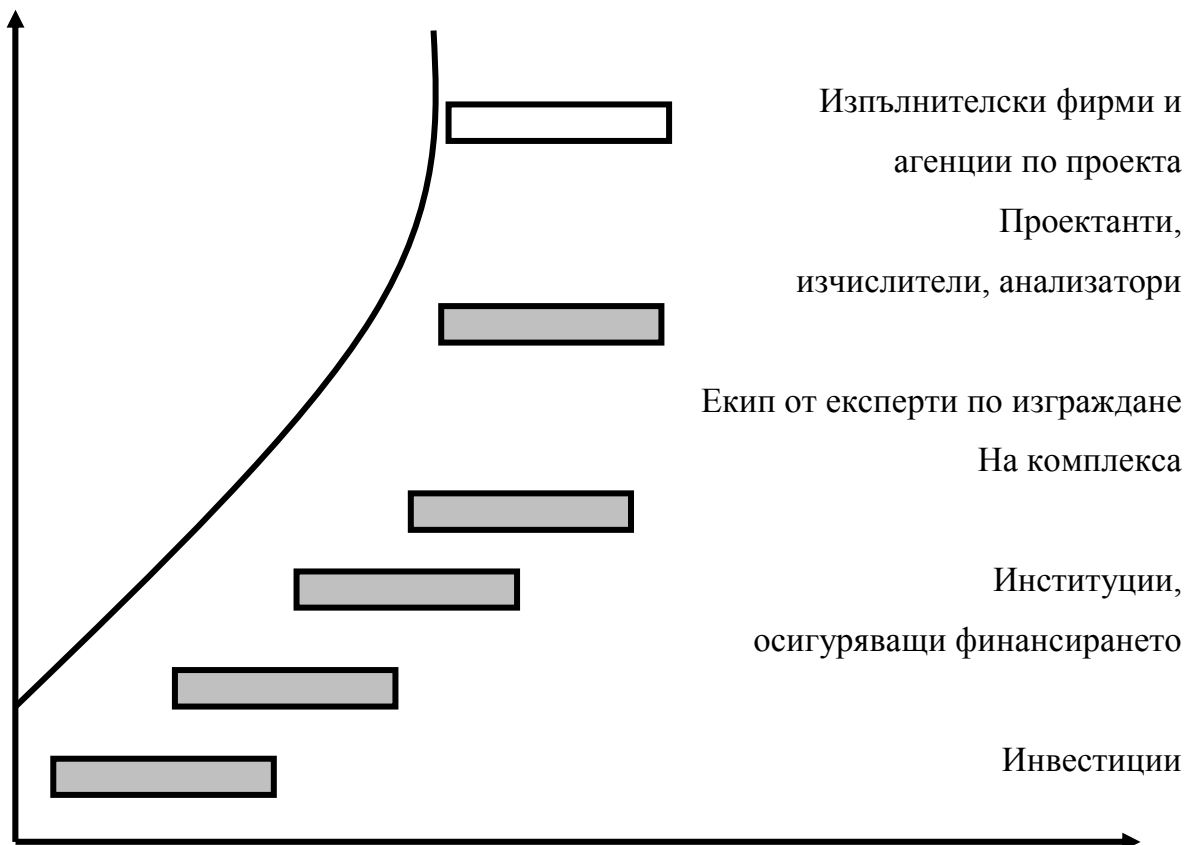 Изпълнителски фирми и
агенции по проекта
Проектанти,
изчислители, анализатори
Екип от експерти по изграждане
На комплекса
Институции,
осигуряващи финансирането
Инвестиции